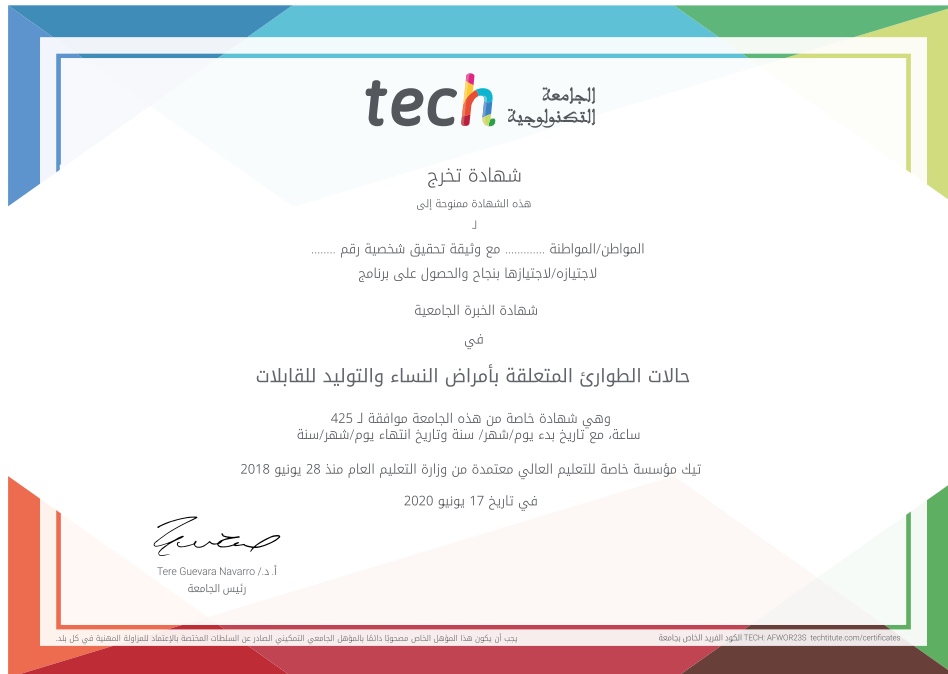 tech الجامعة
التكنولوجية
شهادة تخرج
هذه الشهادة ممنوحة إلى
لـ
المواطن/المواطنة ............ مع وثيقة تحقيق شخصية رقم ........
لاجتيازه/لاجتيازها بنجاح والحصول على برنامج
شهادة الخبرة الجامعية
في
حالات الطوارئ المتعلقة بأمراض النساء والتوليد للقابلات
وهي شهادة خاصة من هذه الجامعة موافقة لـ 425
ساعة، مع تاريخ بدء يوم/شهر/ سنة وتاريخ انتهاء يوم/شهر/سنة
تيك مؤسسة خاصة للتعليم العالي معتمدة من وزارة التعليم العام منذ 28 يونيو 2018
في تاريخ 17 يونيو 2020
أ. د./ Tere Guevara Navarro
رئيس الجامعة
الكود الفريد الخاص بجامعة TECH: AFWOR23S techtitute.com/certificates
يجب أن يكون هذا المؤهل الخاص مصحوبًا دائمًا بالمؤهل الجامعي التمكيني الصادر عن السلطات المختصة بالإعتماد للمزاولة المهنية في كل بلد.